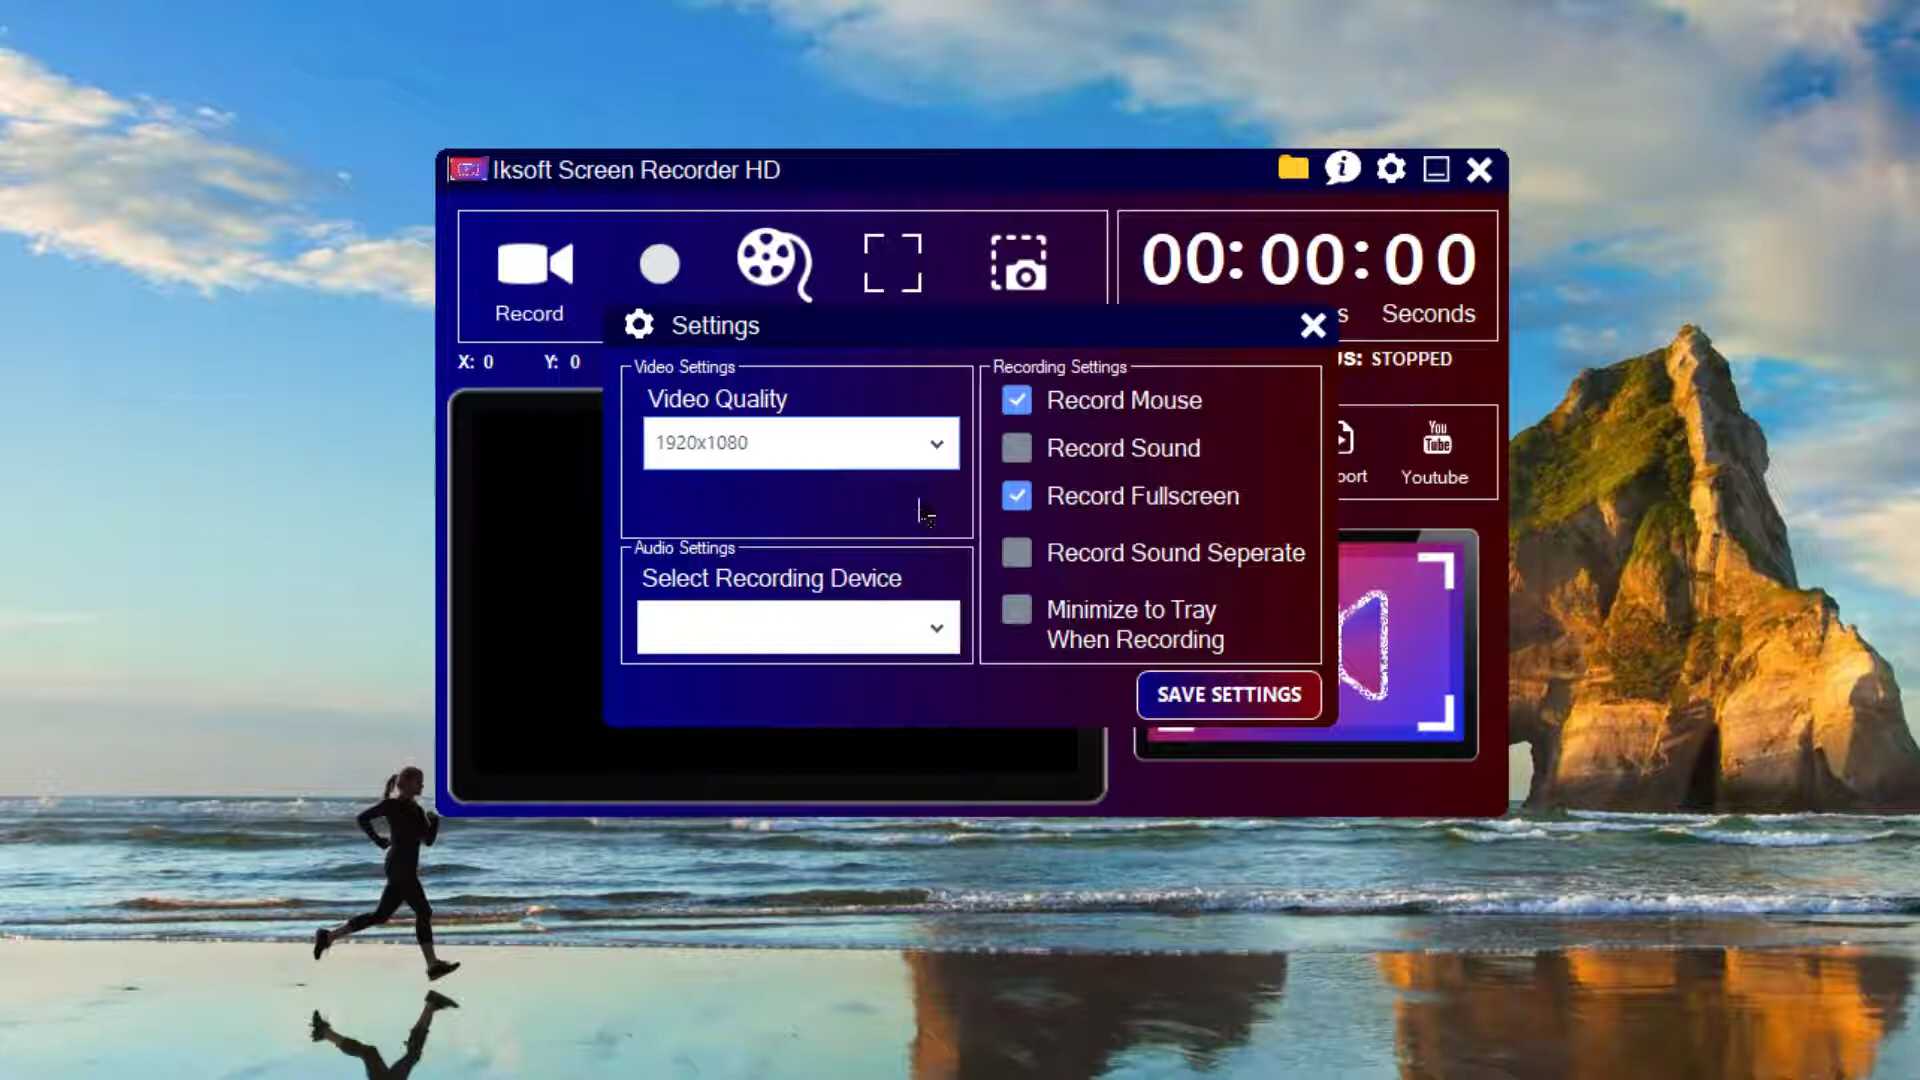 Iksoft Screen Recorder HD
Record
00:00:00
Seconds
X: 0 Y: 0
STOPPED
Settings
Video Settings
Video Quality
1920x1080
Audio Settings
Select Recording Device
Recording Settings
Record Mouse
Record Sound
Record Fullscreen
Record Sound Seperate
Minimize to Tray
When Recording
SAVE SETTINGS
You
Tube
Youtube